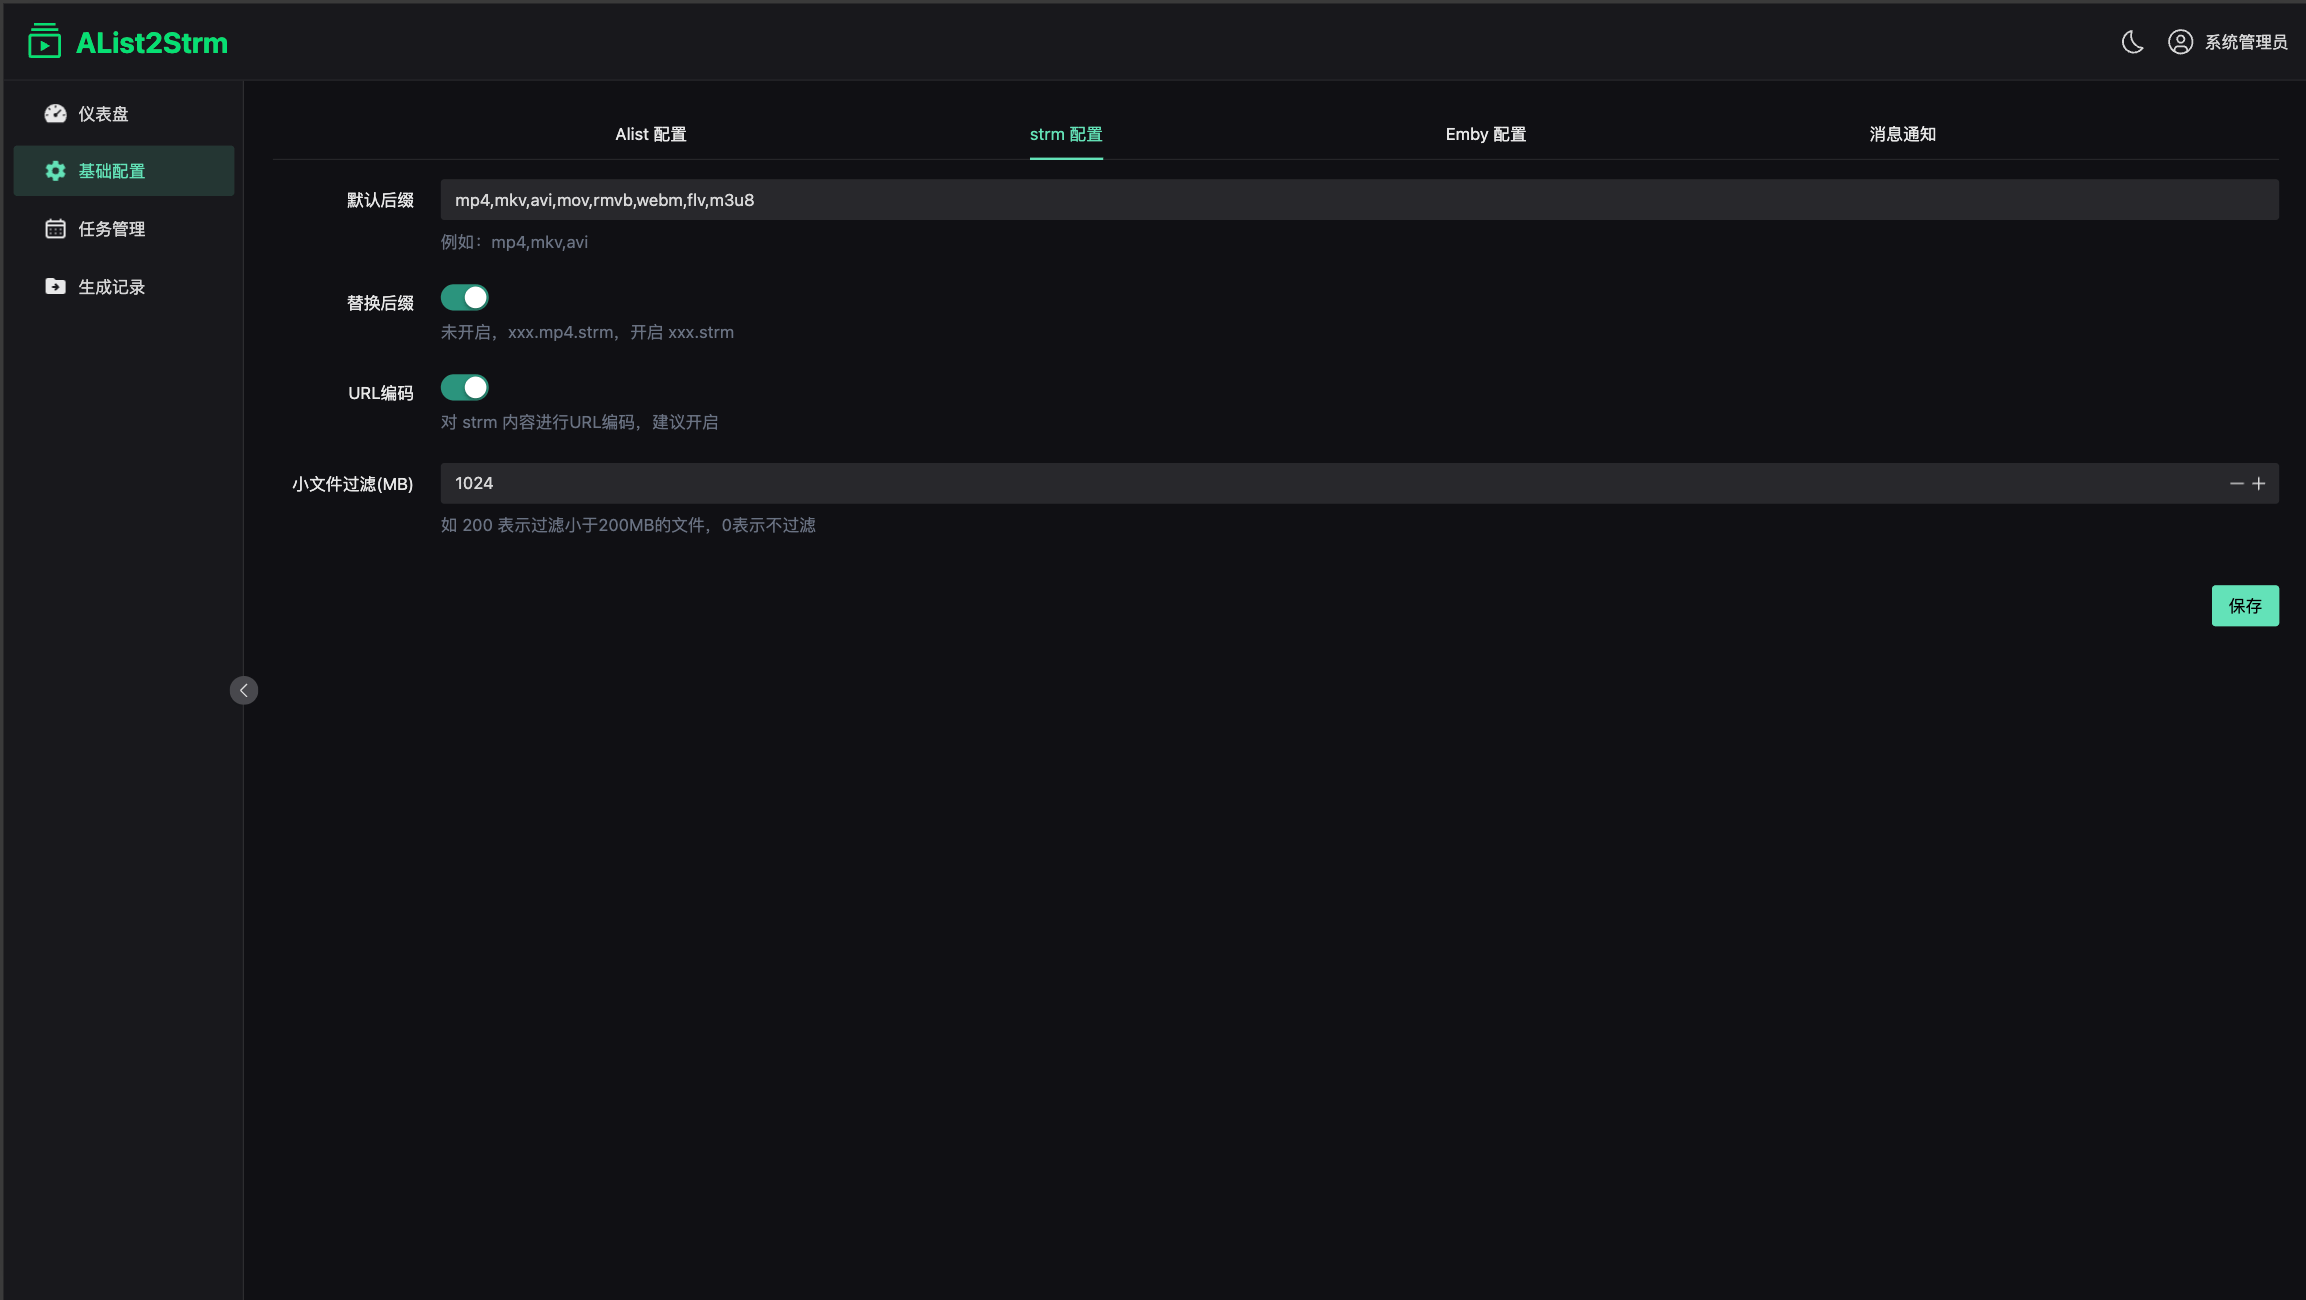 AList2Strm
系统管理员
仪表盘
基础配置
任务管理
生成记录
Alist 配置
strm 配置
Emby 配置
消息通知
默认后缀
mp4,mkv,avi,mov,rmvb,webm,flv,m3u8
例如：mp4,mkv,avi
替换后缀
未开启，xxx.mp4.strm，开启 xxx.strm
URL编码
对 strm 内容进行URL编码，建议开启
小文件过滤(MB)
1024
如 200 表示过滤小于200MB的文件，0表示不过滤
保存